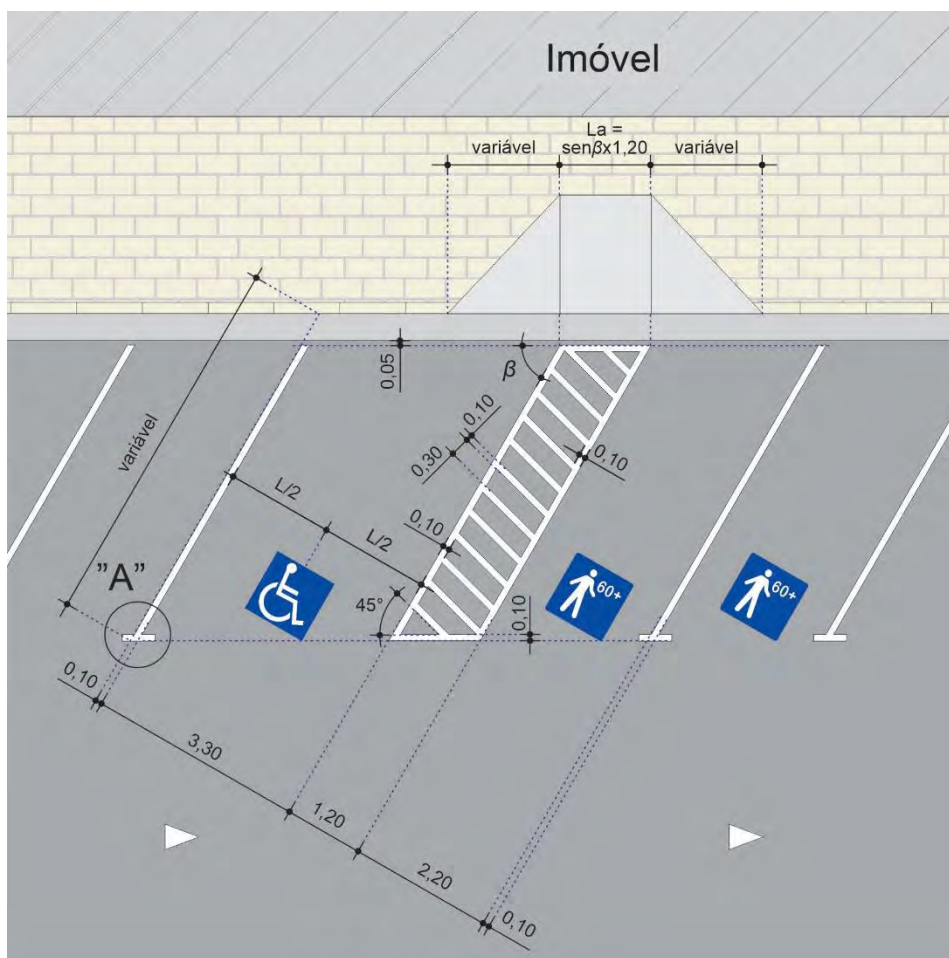 Imóvel
La =
variável
senβx1,20
variável
0,05
β
variável
0,10
0,30
0,10
L/2
0,10
L/2
"A"
45°
60+
60+
0,10
0,10
3,30
1,20
2,20
0,10